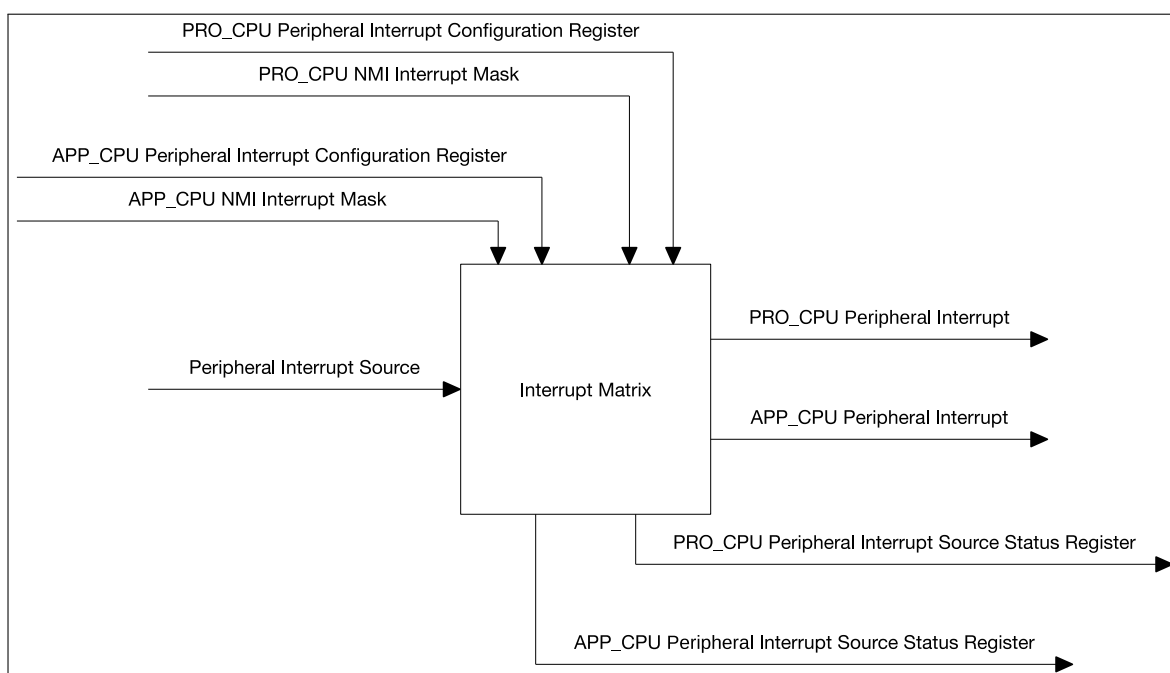 PRO_CPU Peripheral Interrupt Configuration Register
PRO_CPU NMI Interrupt Mask
APP_CPU Peripheral Interrupt Configuration Register
APP_CPU NMI Interrupt Mask
PRO_CPU Peripheral Interrupt
Peripheral Interrupt Source
Interrupt Matrix
APP_CPU Peripheral Interrupt
PRO_CPU Peripheral Interrupt Source Status Register
APP_CPU Peripheral Interrupt Source Status Register